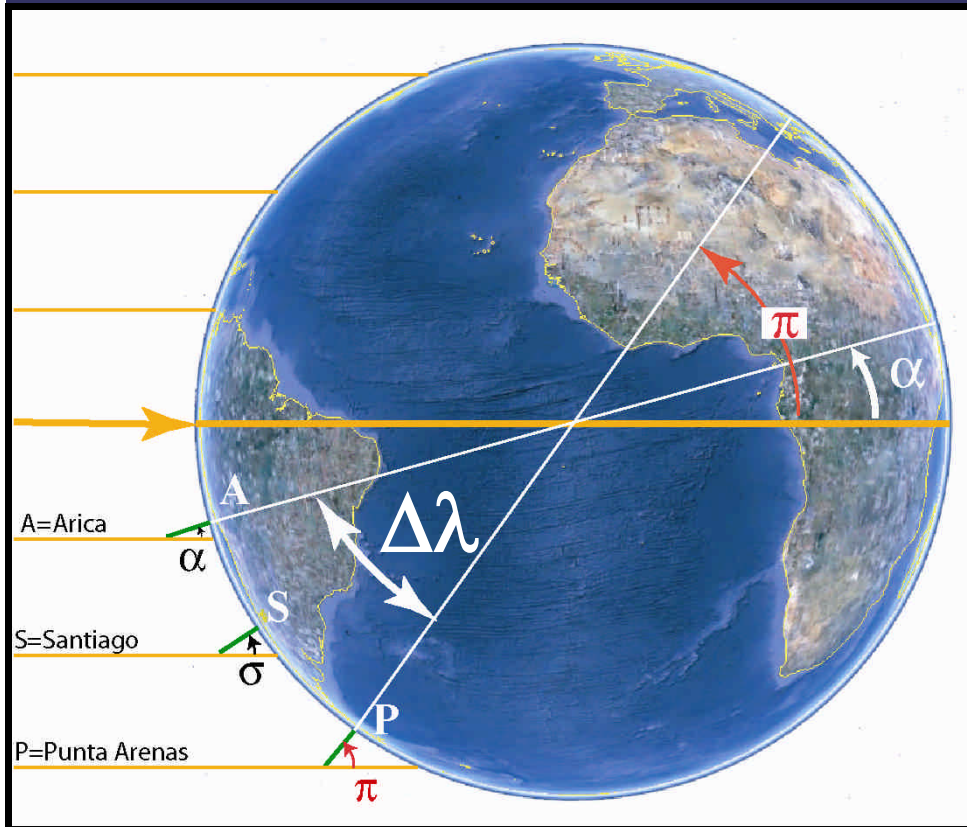 π
α
A
Δλ
A=Arica
α
S
S=Santiago
σ
P
P=Punta Arenas
π